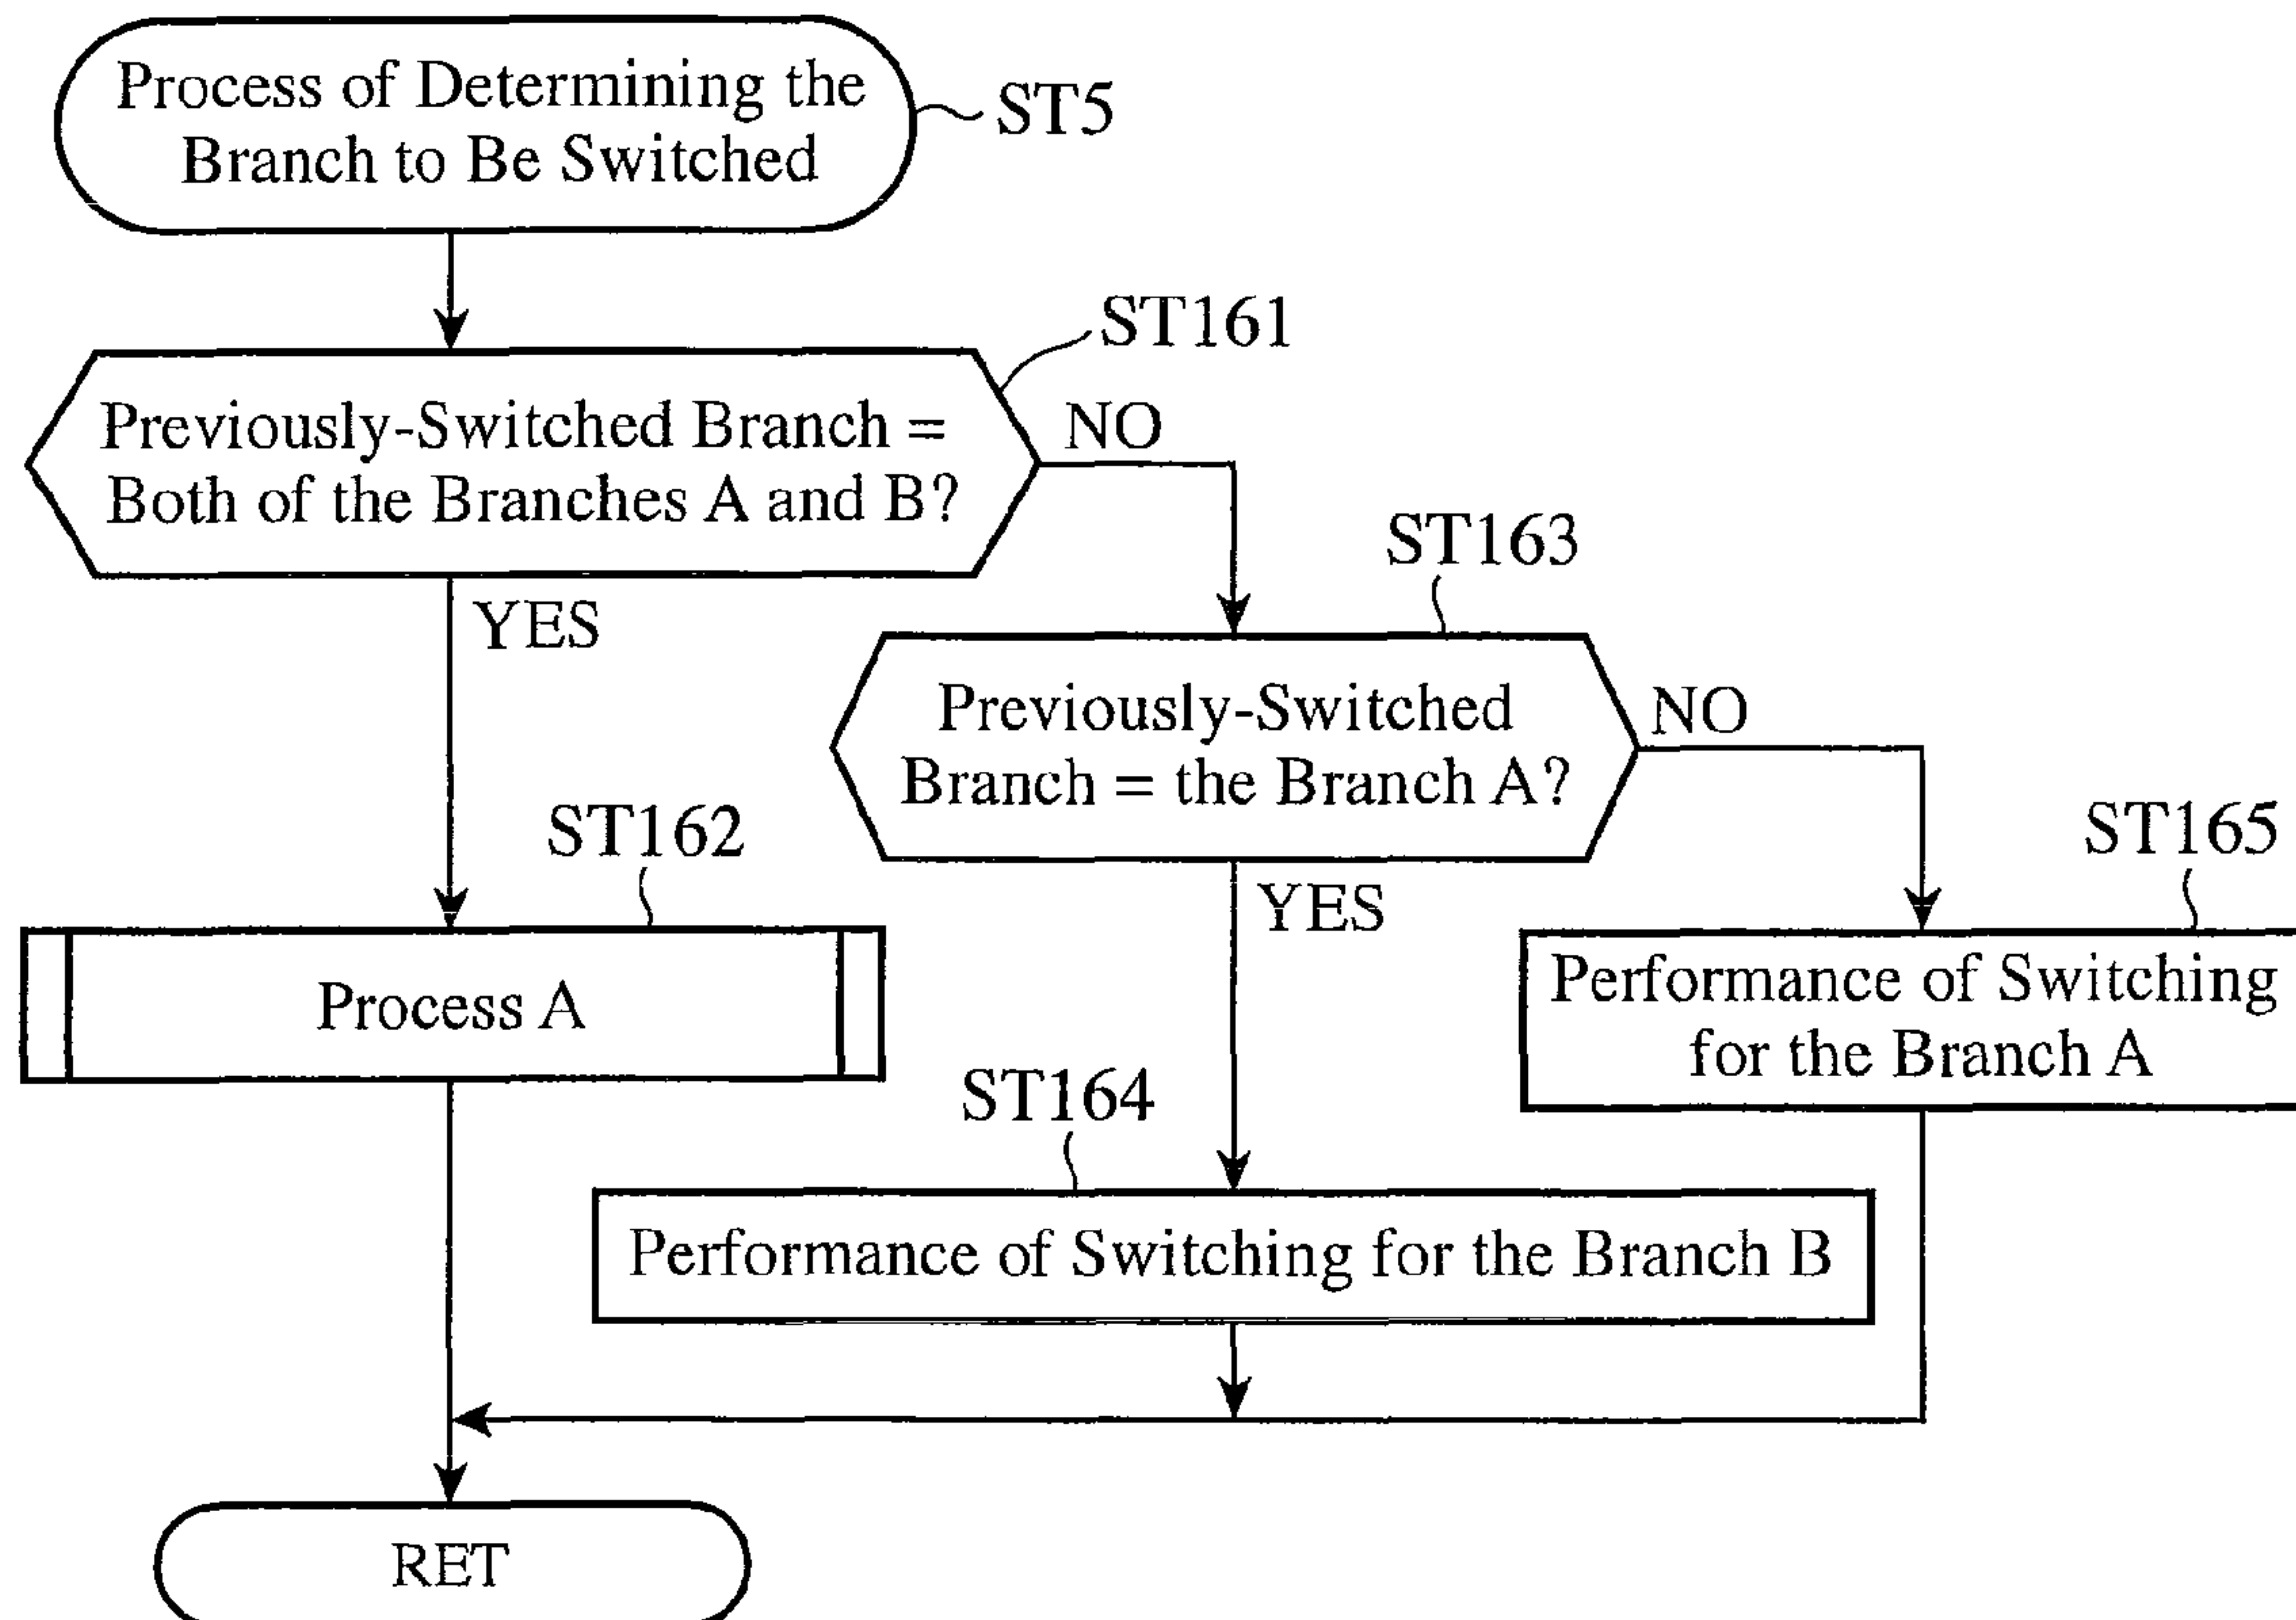 Process of Determining the
Branch to Be Switched
ST5
ST161
Previously-Switched Branch =
Both of the Branches A and B?
NO
YES
ST163
Previously-Switched
Branch = the Branch A?
NO
YES
ST162
Process A
ST165
Performance of Switching
for the Branch A
ST164
Performance of Switching for the Branch B
RET